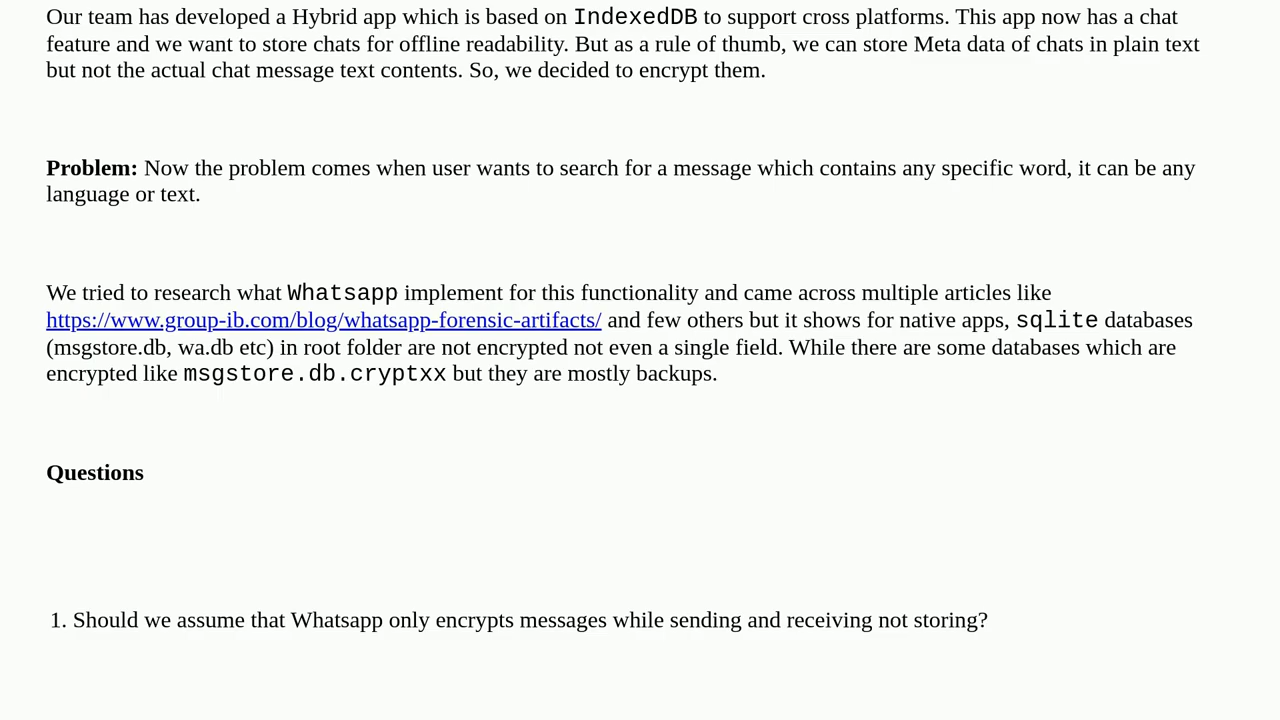 Our team has developed a Hybrid app which is based on IndexedDB to support cross platforms. This app now has a chat
feature and we want to store chats for offline readability. But as a rule of thumb, we can store Meta data of chats in plain text
but not the actual chat message text contents. So, we decided to encrypt them.
Problem: Now the problem comes when user wants to search for a message which contains any specific word, it can be any
language or text.
We tried to research what Whatsapp implement for this functionality and came across multiple articles like
https://www.group-ib.com/blog/whatsapp-forensic-artifacts/ and few others but it shows for native apps, sqlite databases
(msgstore.db, wa.db etc) in root folder are not encrypted not even a single field. While there are some databases which are
encrypted like msgstore.db.cryptxx but they are mostly backups.
Questions
1. Should we assume that Whatsapp only encrypts messages while sending and receiving not storing?